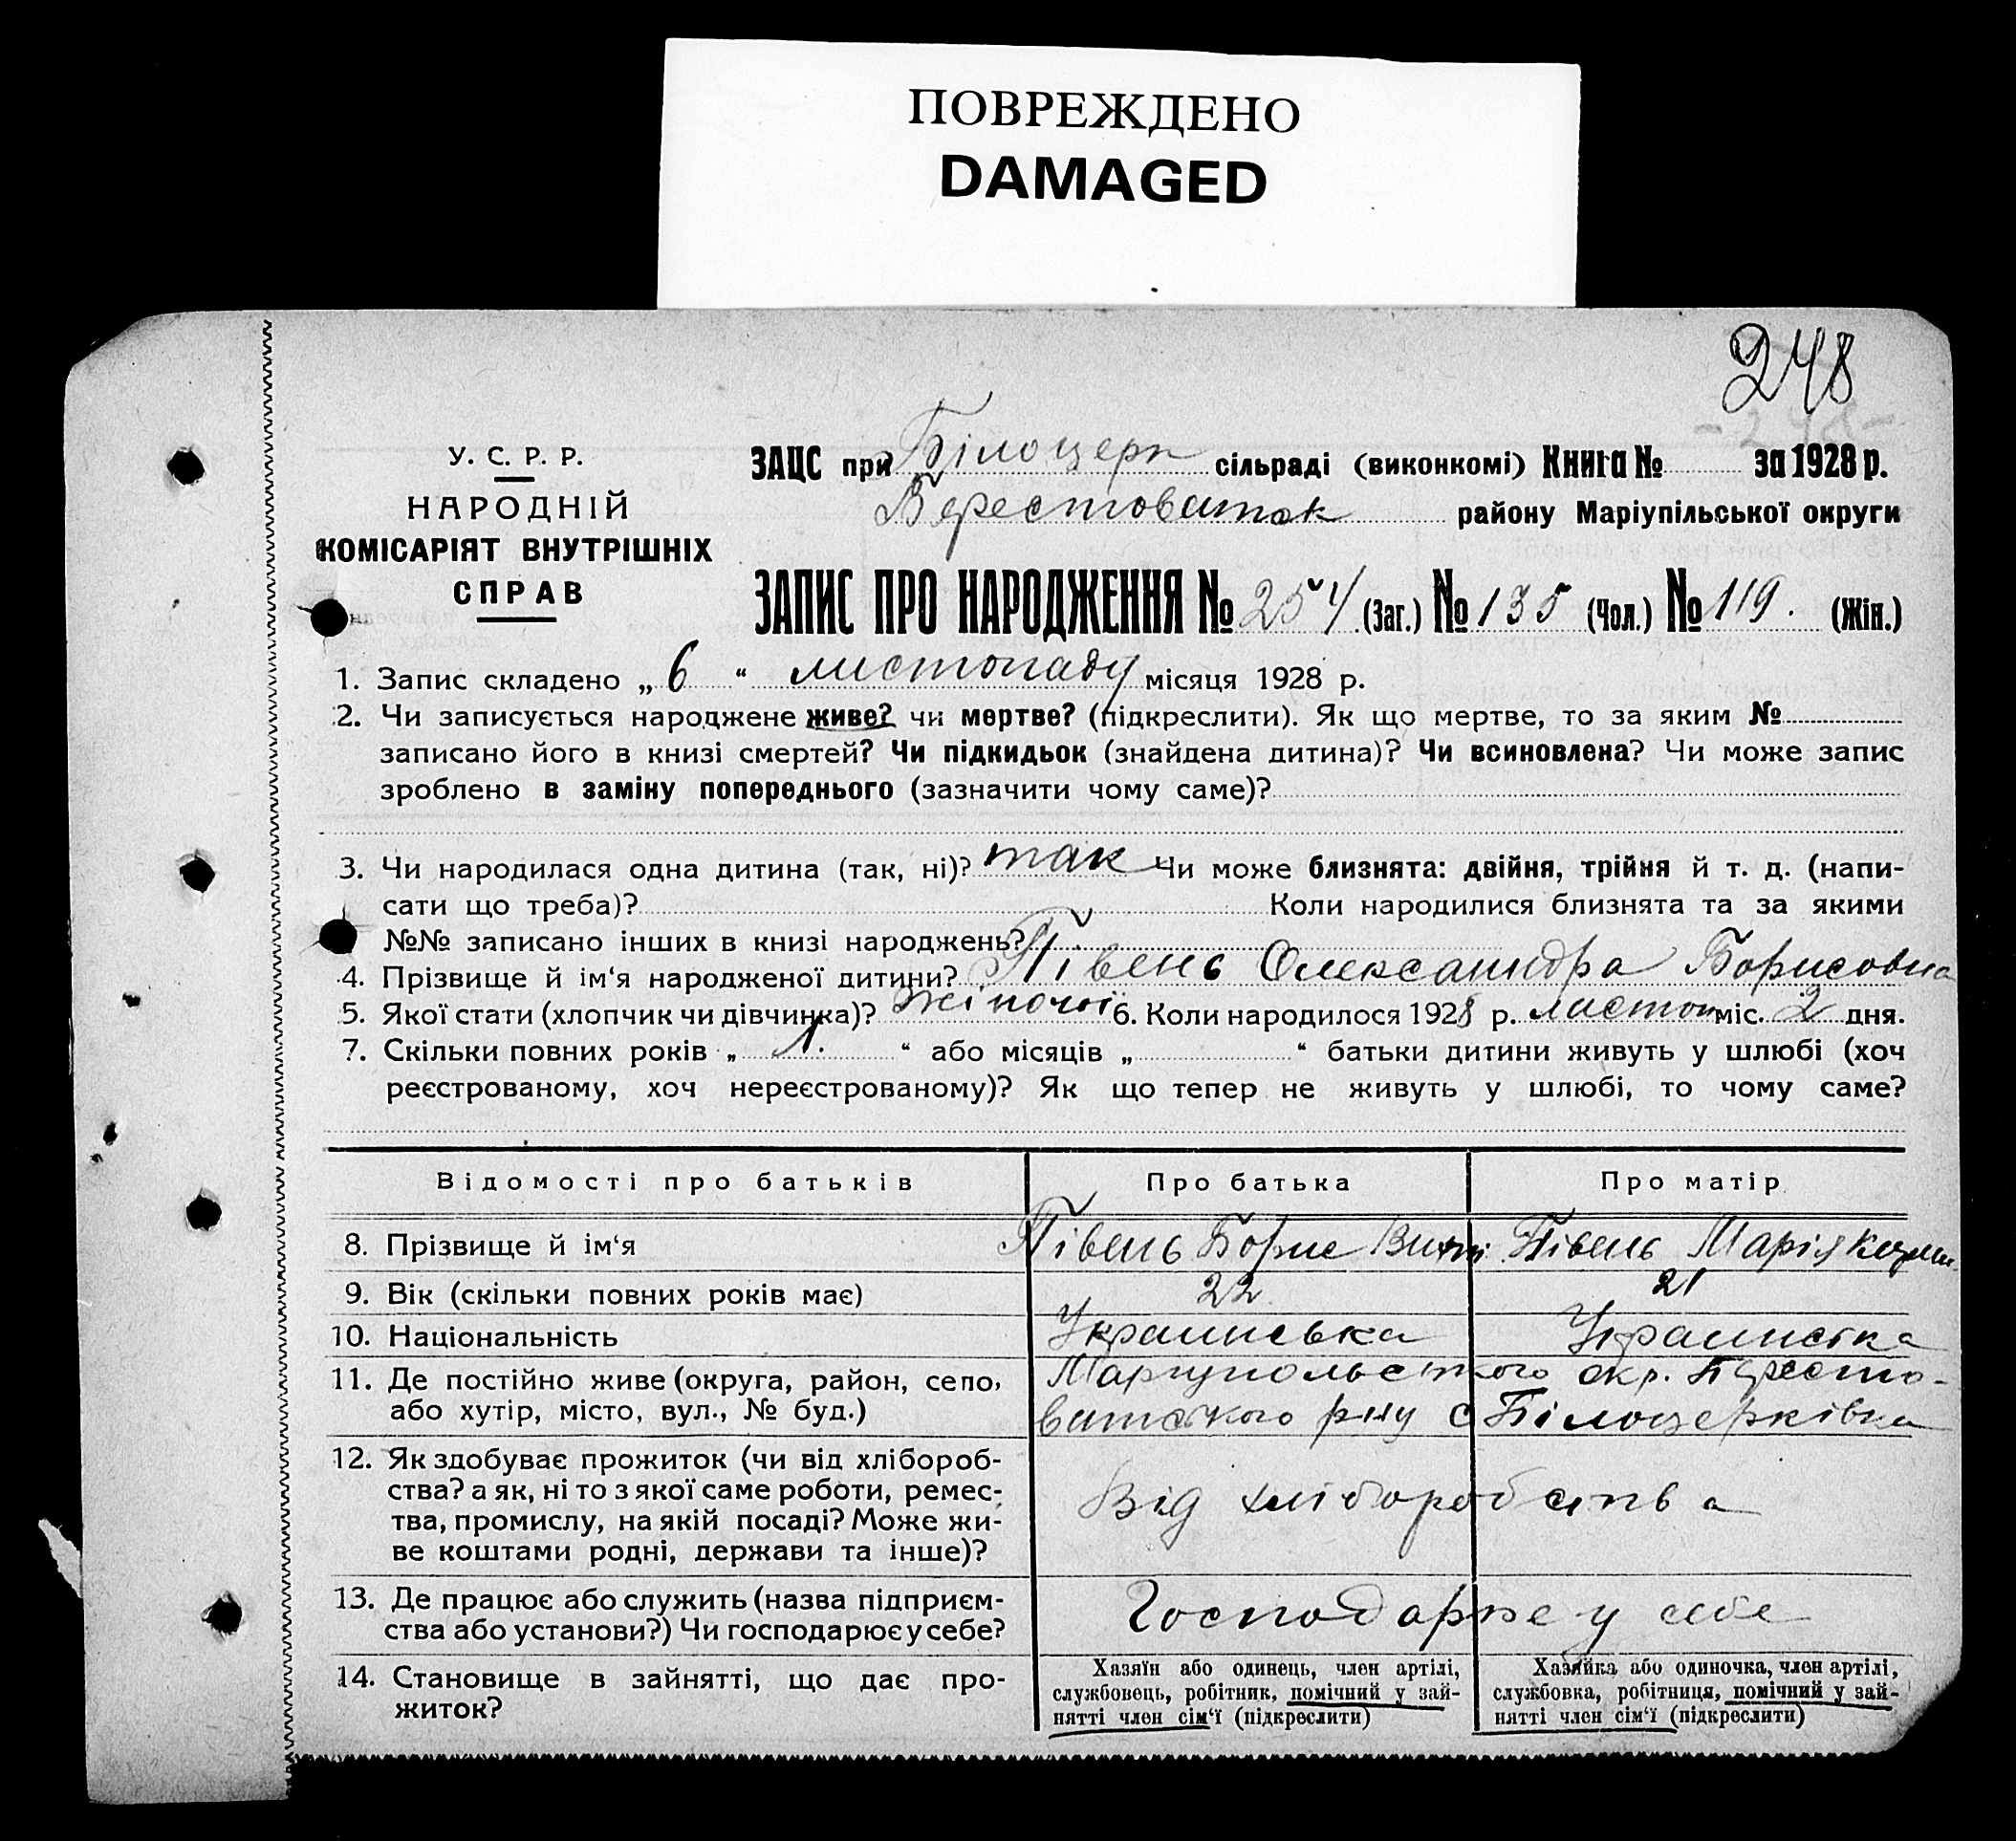 ПОВРЕЖДЕНО
DAMAGED
248
- 248 -
У. С. Р. Р.
НАРОДНІЙ
КОМІСАРІЯТ ВНУТРІШНІХ
СПРАВ
ЗАЦС при Білоцерк сільраді (виконкомі) Книга № за 1928 р.
Берестоватськ району Маріупільської округи
ЗАПИС ПРО НАРОДЖЕННЯ № 254 (Заг.) № 135 (Чол.) № 119. (Жін.)
1. Запис складено „ 6 “ листопаду місяця 1928 р.
2. Чи записується народжене живе? чи мертве? (підкреслити). Як що мертве, то за яким №
записано його в книзі смертей? Чи підкидьок (знайдена дитина)? Чи всиновлена? Чи може запис
зроблено в заміну попереднього (зазначити чому саме)?
3. Чи народилася одна дитина (так, ні)? так Чи може близнята: двійня, трійня й т. д. (напи-
сати що треба)? Коли народилися близнята та за якими
№№ записано інших в книзі народжень?
4. Прізвище й ім‘я народженої дитини? Півень Олександра Борисовна
5. Якої стати (хлопчик чи дівчинка)? жіночої 6. Коли народилося 1928 р. листоп міс. 2 дня.
7. Скільки повних років „ 1. “ або місяців „ “ батьки дитини живуть у шлюбі (хоч
реєстрованому, хоч нереєстрованому)? Як що тепер не живуть у шлюбі, то чому саме?
Відомості про батьків Про батька Про матір
8. Прізвище й ім‘я Півень Борис Півень Марія
9. Вік (скільки повних років має) 22 21
10. Національність Украинська Украинська
11. Де постійно живе (округа, район, село, Мариупольського окр. Бересто-
або хутір, місто, вул., № буд.) ватського рну с Білоцерківка
12. Як здобуває прожиток (чи від хлібороб-
ства? а як, ні то з якої саме роботи, ремес-
тва, промислу, на якій посаді? Може жи-
ве коштами родні, держави та інше)?
Від хліборобства
13. Де працює або служить (назва підприєм-
ства або установи?) Чи господарює у себе?
Господарює у себе
14. Становище в зайнятті, що дає про-
житок?
Хазяїн або одинець, член артілі,
службовець, робітник, помічний у зай-
нятті член сім‘ї (підкреслити)
Хазяйка або одиночка, член артілі,
службовка, робітниця, помічний у зай-
нятті член сім‘ї (підкреслити)